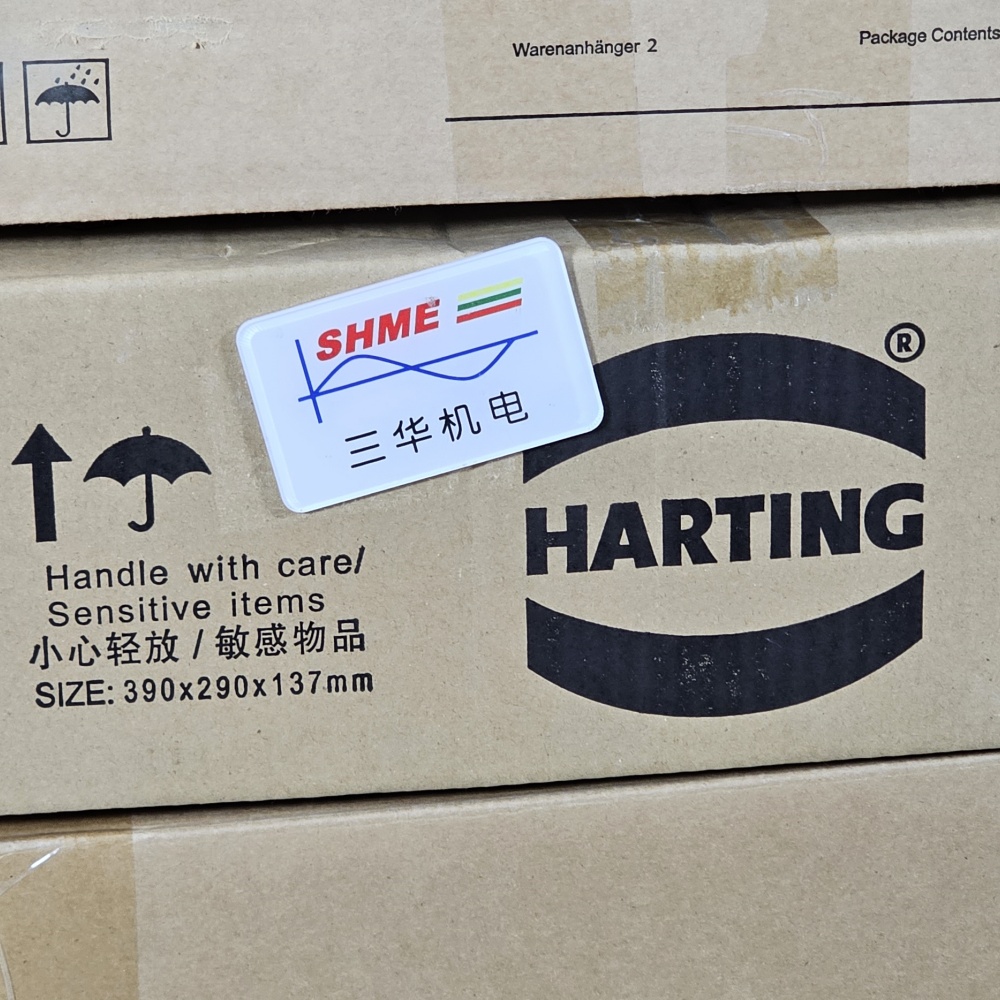 Warenanhänger 2
Package Contents
SHME
三华机电
®
HARTING
Handle with care/
Sensitive items
小心轻放 / 敏感物品
SIZE: 390x290x137mm